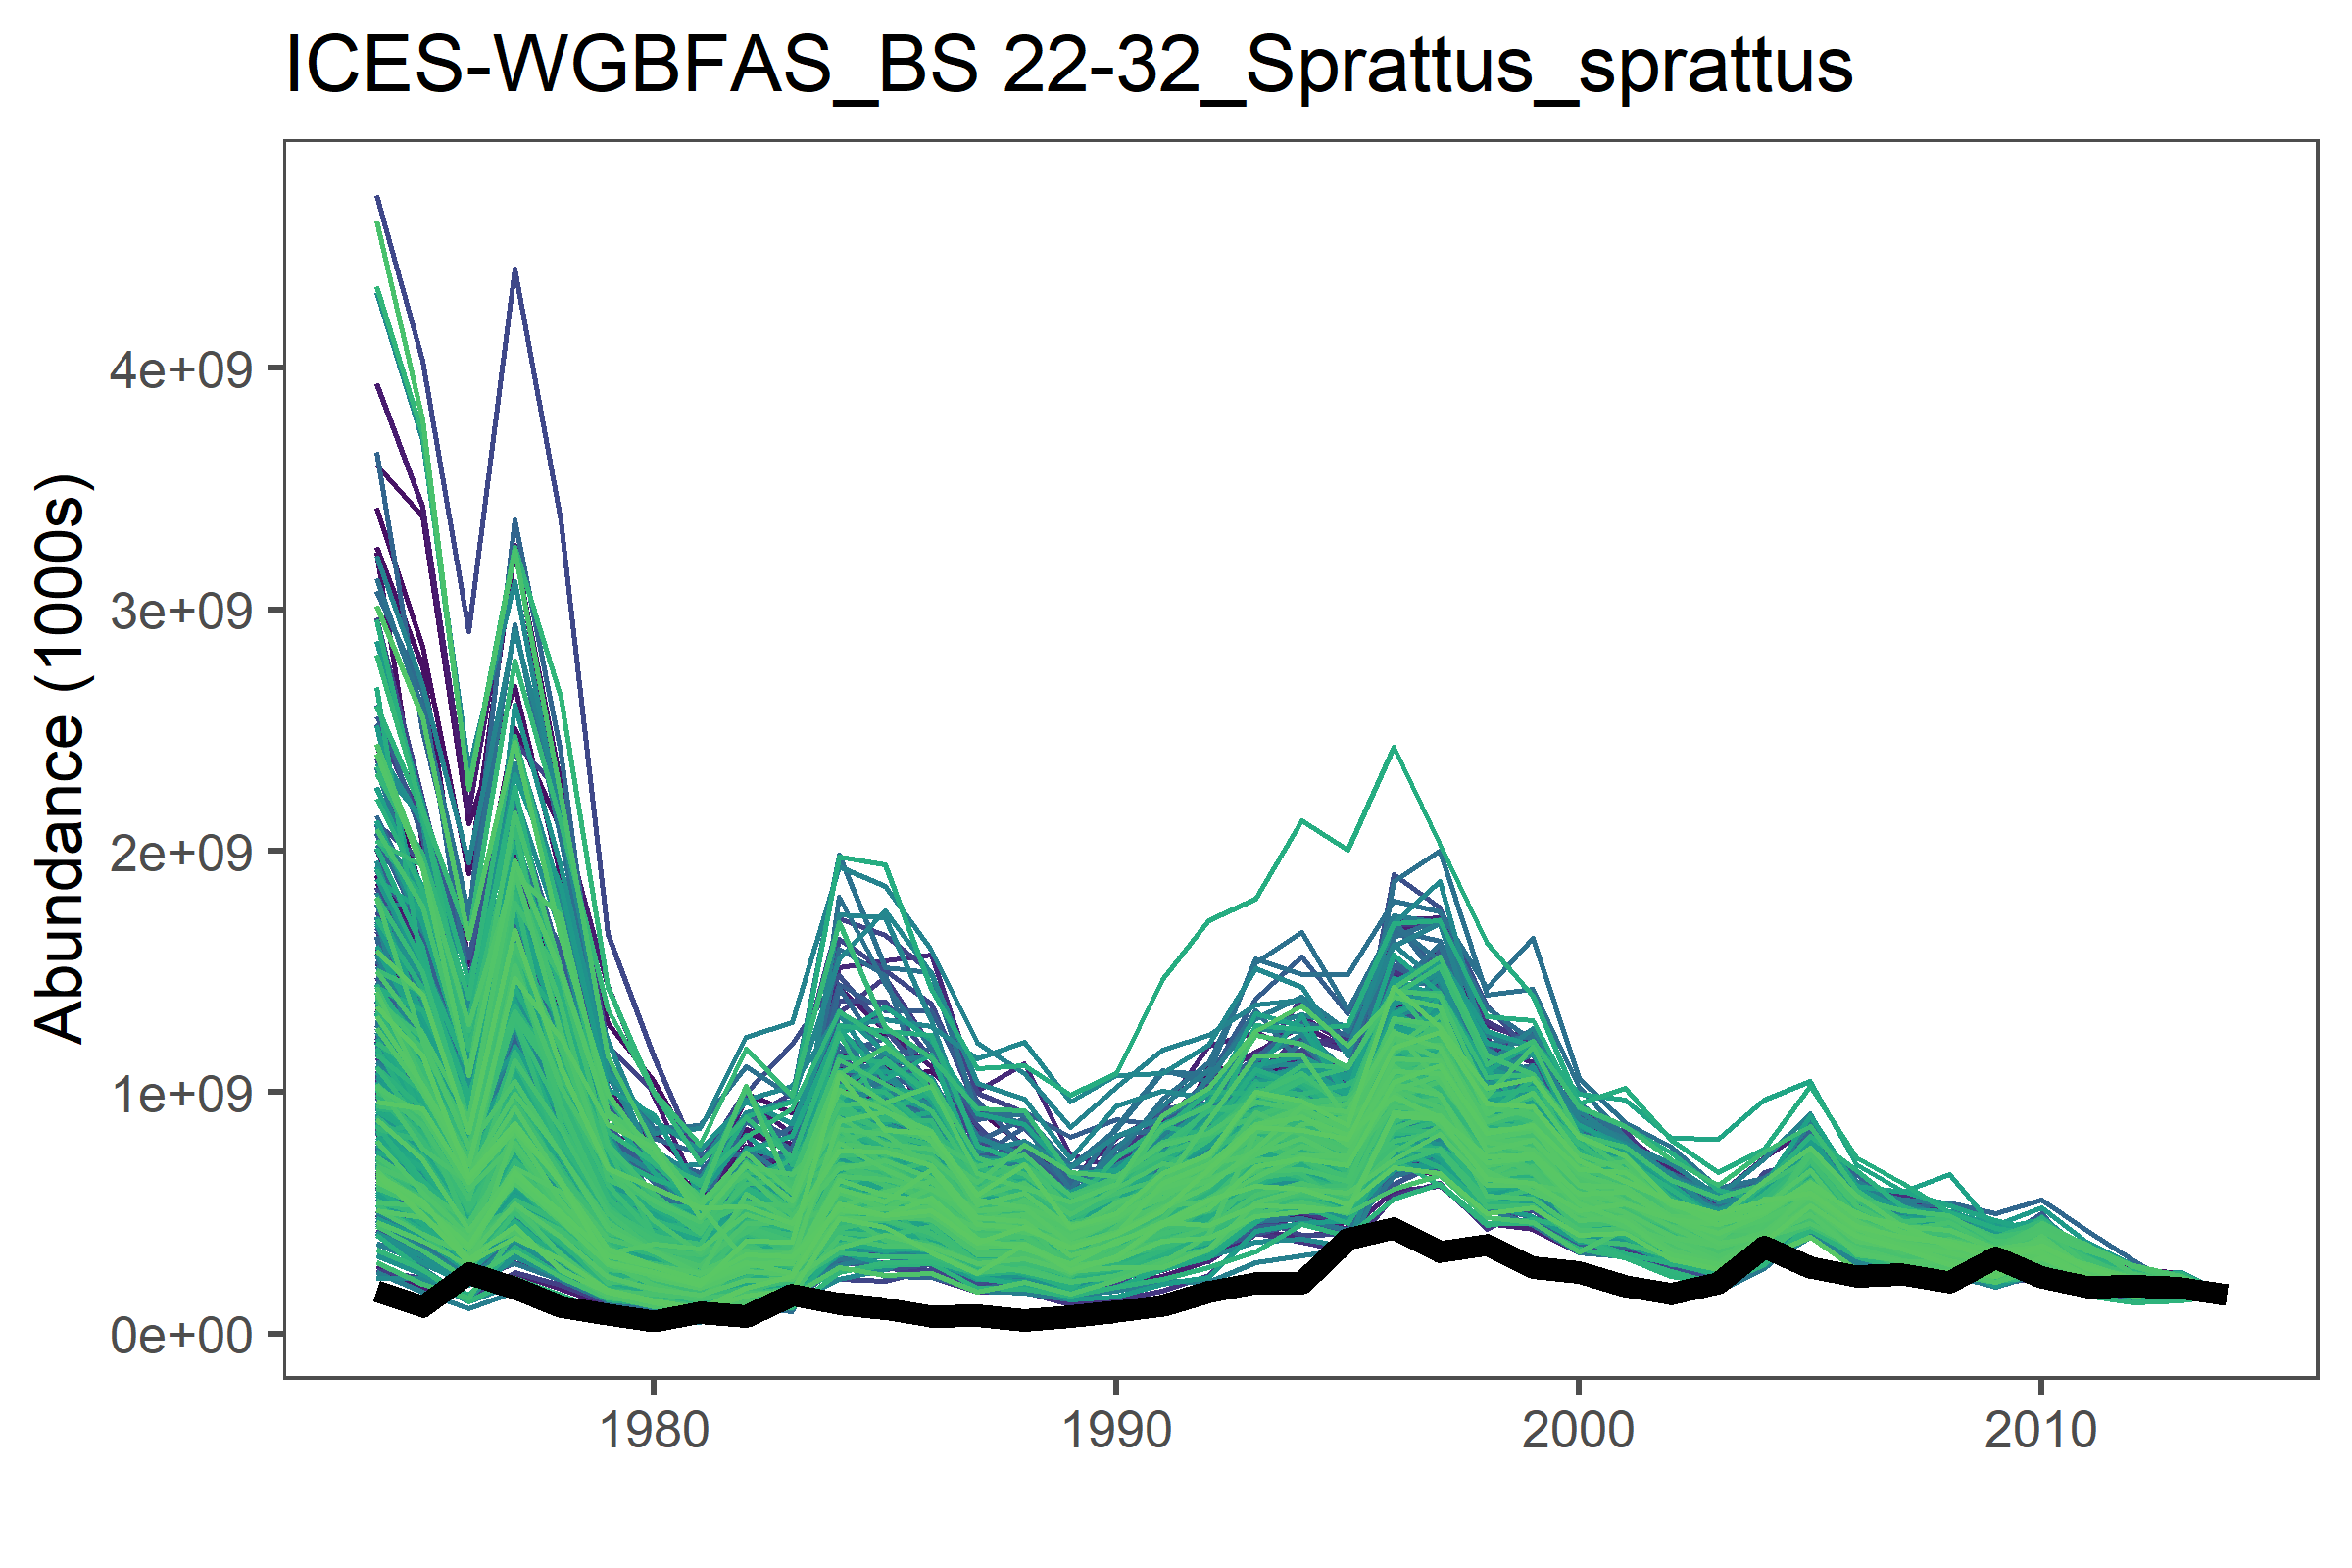 ICES-WGBFAS_BS 22-32_Sprattus_sprattus
Abundance (1000s)
4e+09
3e+09
2e+09
1e+09
0e+00
1980 1990 2000 2010